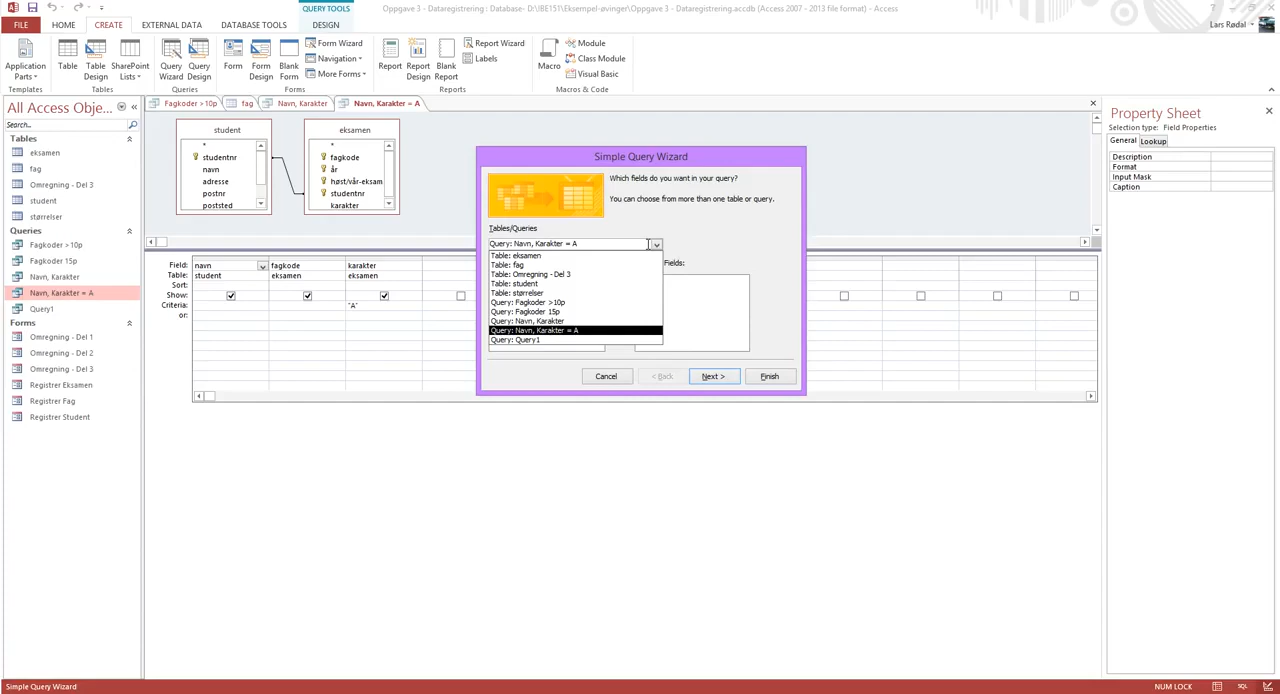 QUERY TOOLS
Oppgave 3 - Dataregistrering : Database- D:\IBE151\Eksempel-øvinger\Oppgave 3 - Dataregistrering.accdb (Access 2007 - 2013 file format) - Access
FILE HOME CREATE EXTERNAL DATA DATABASE TOOLS DESIGN
Lars Rødal
Application Parts
Table
Table Design
SharePoint Lists
Query Wizard
Query Design
Form
Form Design
Blank Form
Form Wizard
Navigation
More Forms
Report
Report Design
Blank Report
Report Wizard
Labels
Macro
Module
Class Module
Visual Basic
Templates Tables Queries Forms Reports Macros & Code
All Access Obje...
Search...
Tables
eksamen
fag
Omregning - Del 3
student
størrelser
Queries
Fagkoder >10p
Fagkoder 15p
Navn, Karakter
Navn, Karakter = A
Query1
Forms
Omregning - Del 1
Omregning - Del 2
Omregning - Del 3
Registrer Eksamen
Registrer Fag
Registrer Student
Fagkoder >10p fag Navn, Karakter Navn, Karakter = A
student
*
studentnr
navn
adresse
postnr
poststed
eksamen
*
fagkode
år
høst/vår-eksam
studentnr
karakter
Field: navn fagkode karakter
Table: student eksamen eksamen
Sort:
Show:
Criteria: "A"
or:
Simple Query Wizard
Which fields do you want in your query?
You can choose from more than one table or query.
Tables/Queries
Query: Navn, Karakter = A
Table: eksamen
Table: fag
Table: Omregning - Del 3
Table: student
Table: størrelser
Query: Fagkoder >10p
Query: Fagkoder 15p
Query: Navn, Karakter
Query: Navn, Karakter = A
Query: Query1
Fields:
Cancel < Back Next > Finish
Property Sheet
Selection type: Field Properties
General Lookup
Description
Format
Input Mask
Caption
Simple Query Wizard
NUM LOCK
SQL